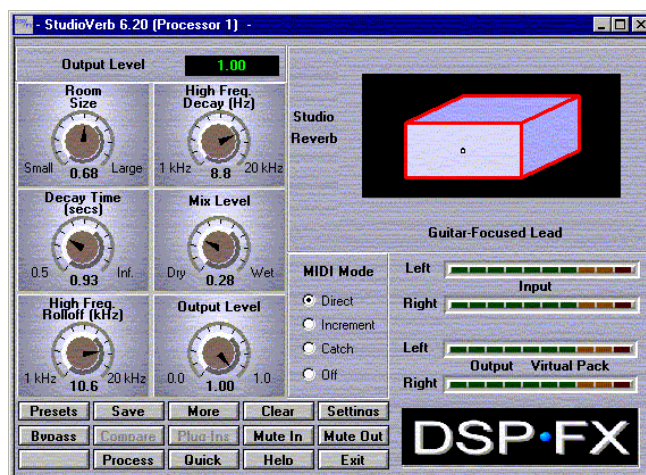 - StudioVerb 6.20 (Processor 1) -
Output Level 1.00
Room Size
Small 0.68 Large
High Freq. Decay (Hz)
1 kHz 8.8 20 kHz
Decay Time (secs)
0.5 0.93 Inf.
Mix Level
Dry 0.28 Wet
High Freq. Rolloff (kHz)
1 kHz 10.6 20 kHz
Output Level
0.0 1.00 1.0
Studio Reverb
Guitar-Focused Lead
MIDI Mode
Direct
Increment
Catch
Off
Left
Input
Right
Left
Output Virtual Pack
Right
Presets Save More Clear Settings
Bypass Compare Plug-Ins Mute In Mute Out
Process Quick Help Exit
DSP·FX